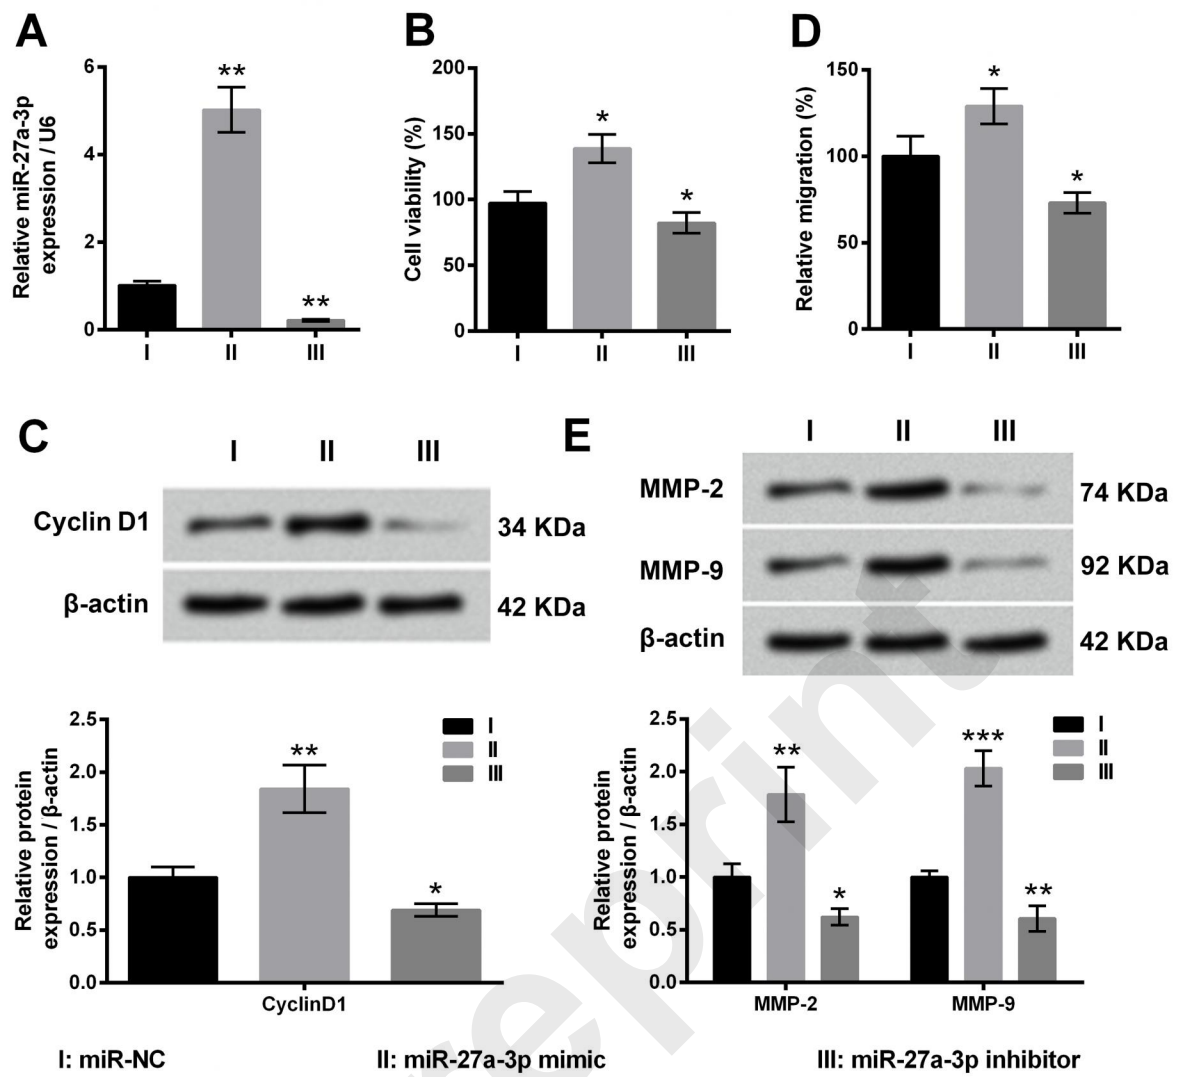 A
Relative miR-27a-3p
expression / U6
6
4
2
0
**
**
I
II
III
B
Cell viability (%)
200
150
100
50
0
*
*
I
II
III
D
Relative migration (%)
150
100
50
0
*
*
I
II
III
C
I
II
III
Cyclin D1
34 KDa
β-actin
42 KDa
Relative protein
expression / β-actin
2.5
2.0
1.5
1.0
0.5
0.0
**
*
I
II
III
CyclinD1
E
I
II
III
MMP-2
74 KDa
MMP-9
92 KDa
β-actin
42 KDa
Relative protein
expression / β-actin
2.5
2.0
1.5
1.0
0.5
0.0
**
*
***
**
I
II
III
MMP-2
MMP-9
I: miR-NC
II: miR-27a-3p mimic
III: miR-27a-3p inhibitor